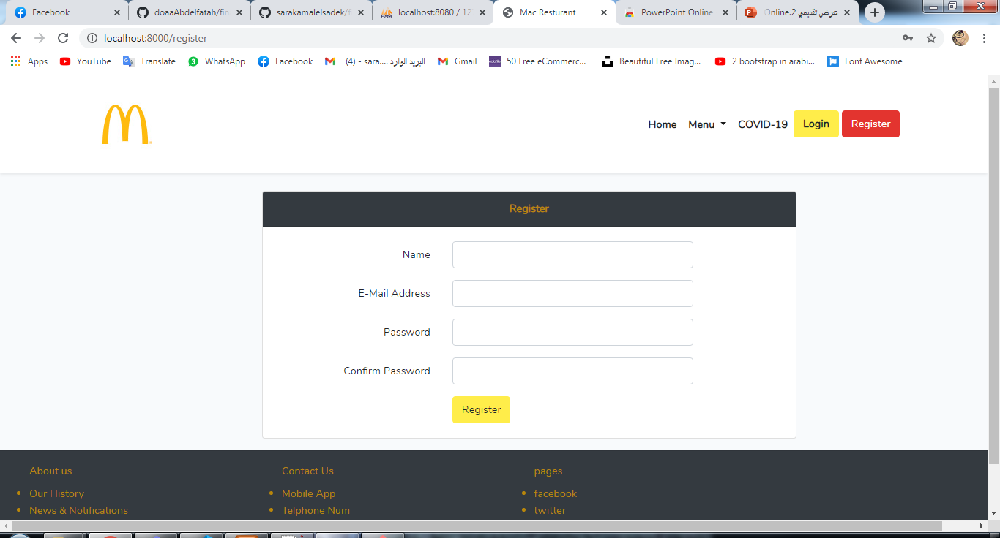 Facebook
doaaAbdelfatah/fin
sarakamalelsadek/f
localhost:8080 / 12
Mac Resturant
PowerPoint Online
عرض تقديمي 2.Online
localhost:8000/register
Apps
YouTube
Translate
3 WhatsApp
Facebook
البريد الوارد (4) - sara....
Gmail
50 Free eCommerc...
Beautiful Free Imag...
2 bootstrap in arabi...
Font Awesome
Home Menu COVID-19 Login Register
Register
Name
E-Mail Address
Password
Confirm Password
Register
About us
Our History
News & Notifications
Contact Us
Mobile App
Telphone Num
pages
facebook
twitter